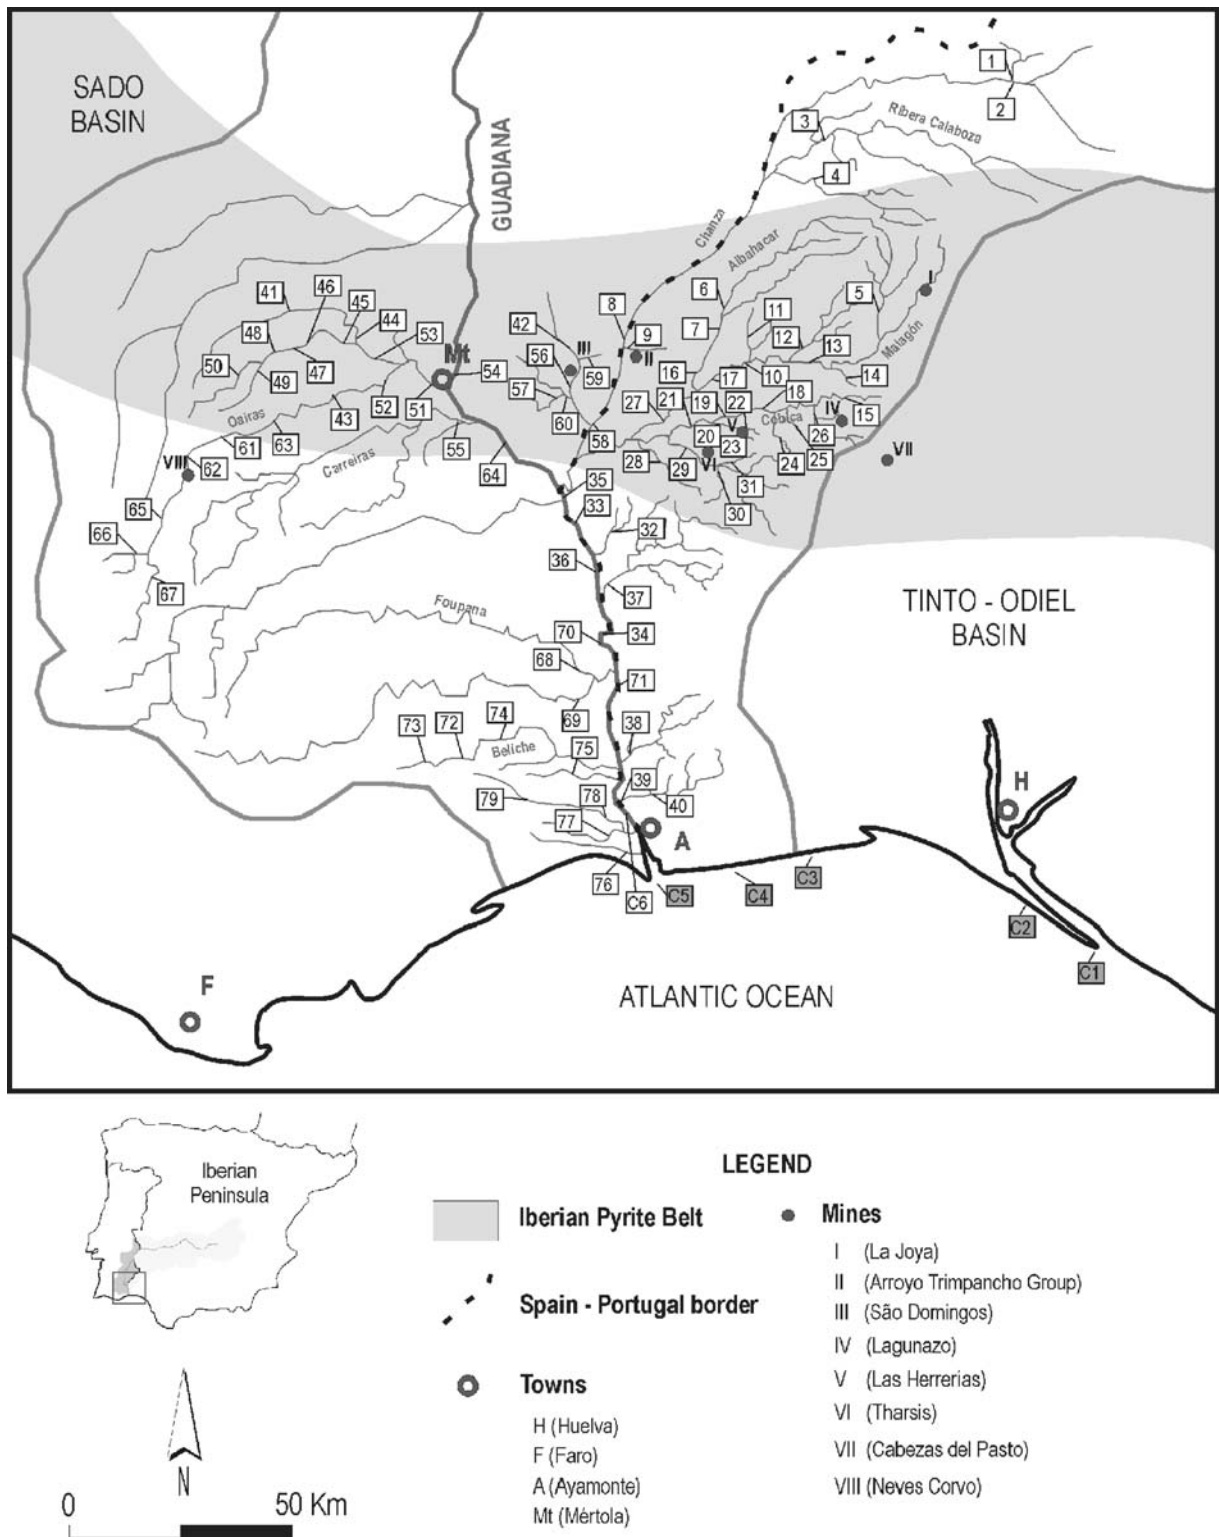 SADO
BASIN
GUADIANA
1
2
3
Ribera Calaboza
4
Chanza
Albahacar
I
6
5
8
7
11
9
12
13
Malagón
II
10
14
16
17
41
46
45
44
53
48
50
49
47
Mt
54
42
III
56
59
57
60
52
51
43
Oairas
61
63
62
VIII
Carreiras
55
64
58
27
21
19
22
18
IV
15
V
Cobica
20
23
26
VII
28
29
VI
24
25
31
30
35
65
66
33
32
36
67
37
Foupana
70
34
68
71
TINTO - ODIEL
BASIN
74
73
72
69
38
Beliche
75
H
39
79
78
40
77
A
76
C6
C5
C4
C3
C2
C1
F
ATLANTIC OCEAN
Iberian
Peninsula
N
0
50 Km
LEGEND
Iberian Pyrite Belt
Spain - Portugal border
Towns
H (Huelva)
F (Faro)
A (Ayamonte)
Mt (Mértola)
Mines
I (La Joya)
II (Arroyo Trimpancho Group)
III (São Domingos)
IV (Lagunazo)
V (Las Herrerias)
VI (Tharsis)
VII (Cabezas del Pasto)
VIII (Neves Corvo)